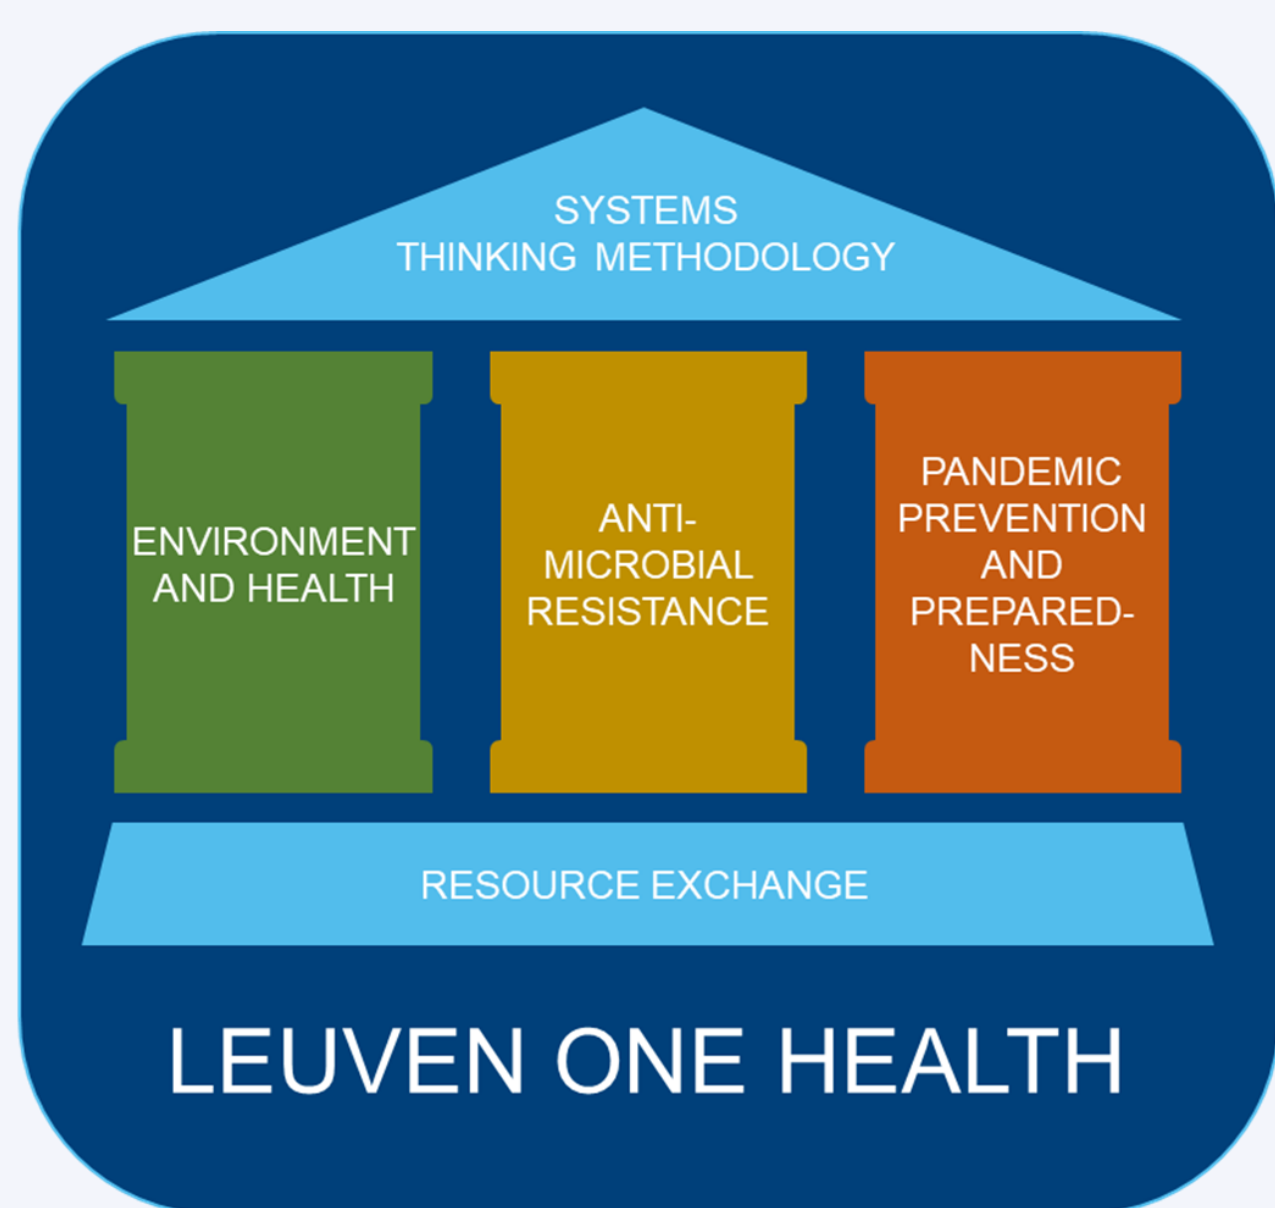 SYSTEMS
THINKING METHODOLOGY
ENVIRONMENT
AND HEALTH
ANTI-
MICROBIAL
RESISTANCE
PANDEMIC
PREVENTION
AND
PREPARED-
NESS
RESOURCE EXCHANGE
LEUVEN ONE HEALTH